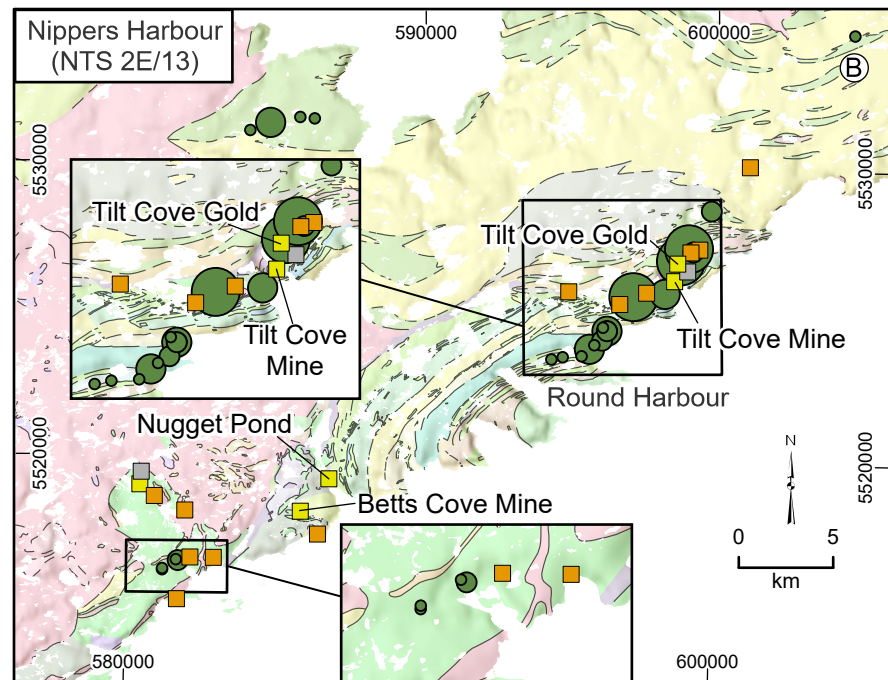 Nippers Harbour
(NTS 2E/13)
590000
600000
B
5530000
5530000
Tilt Cove Gold
Tilt Cove Gold
Tilt Cove
Mine
Tilt Cove Mine
Round Harbour
Nugget Pond
Betts Cove Mine
N
5520000
5520000
0 5
km
580000
600000